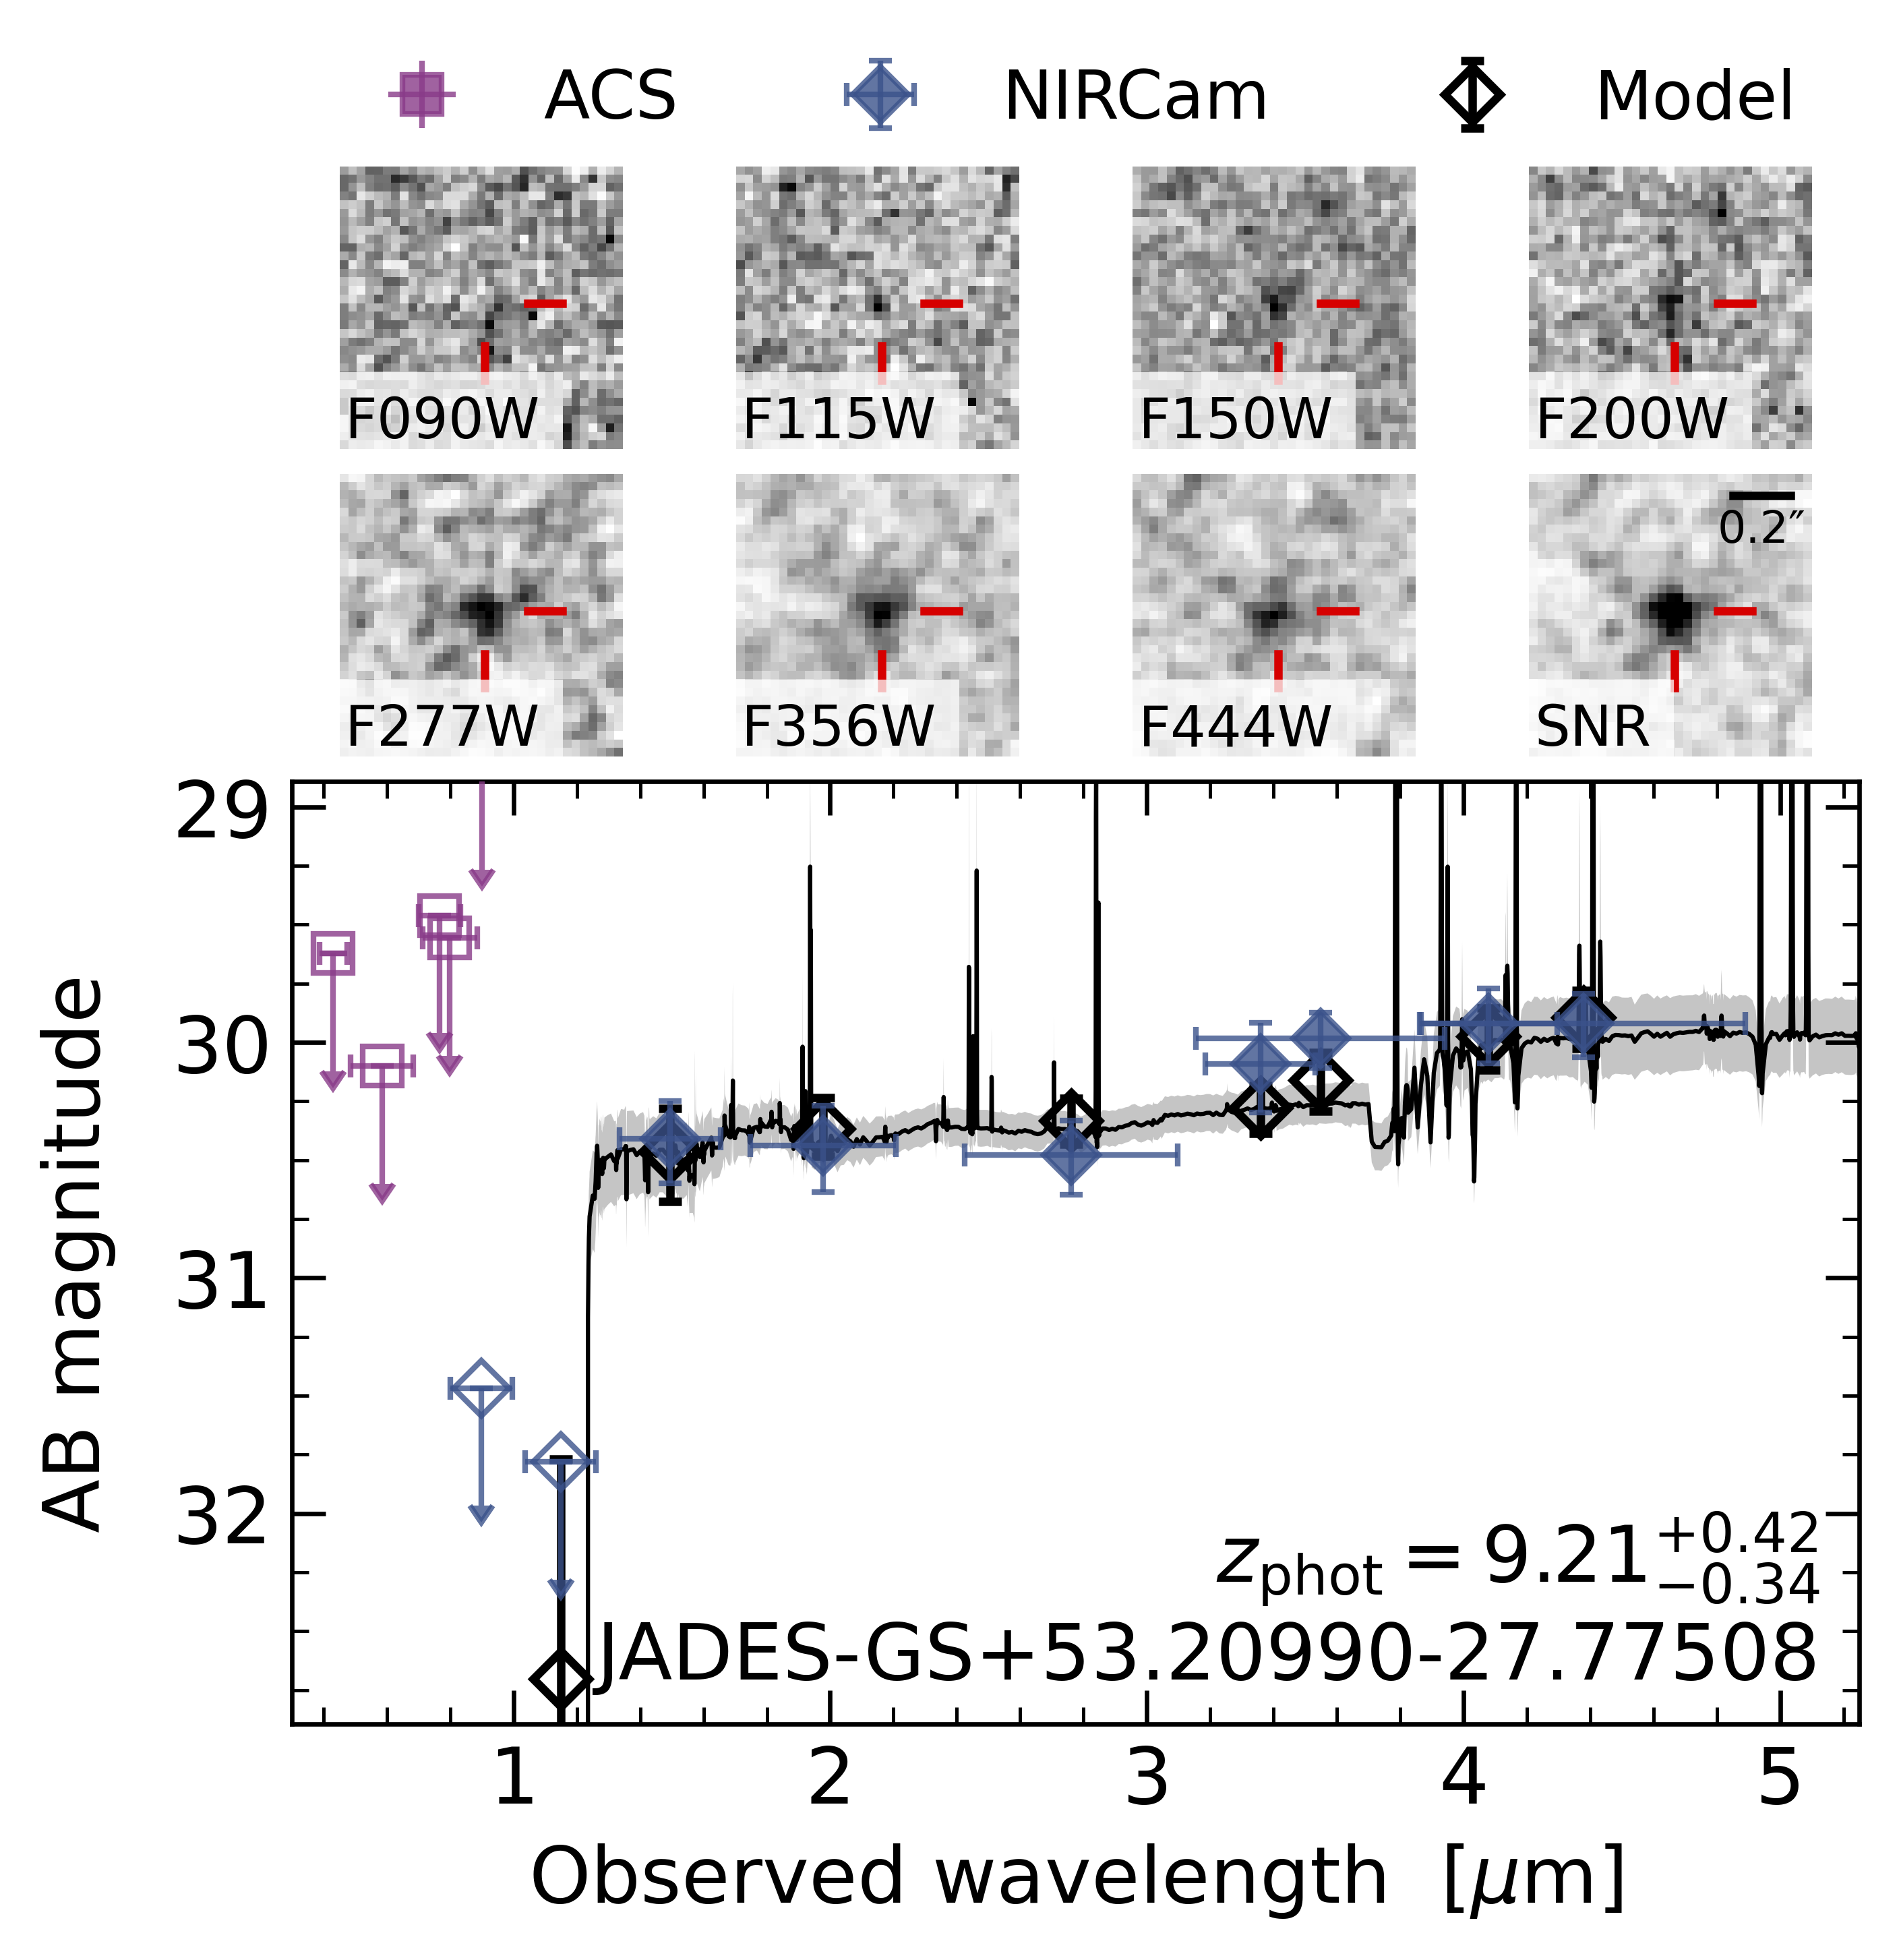 ACS NIRCam Model
F090W F115W F150W F200W
0.2″
F277W F356W F444W SNR
29
30
31
32
AB magnitude
z_phot = 9.21 +0.42 −0.34
JADES-GS+53.20990-27.77508
1 2 3 4 5
Observed wavelength [μm]